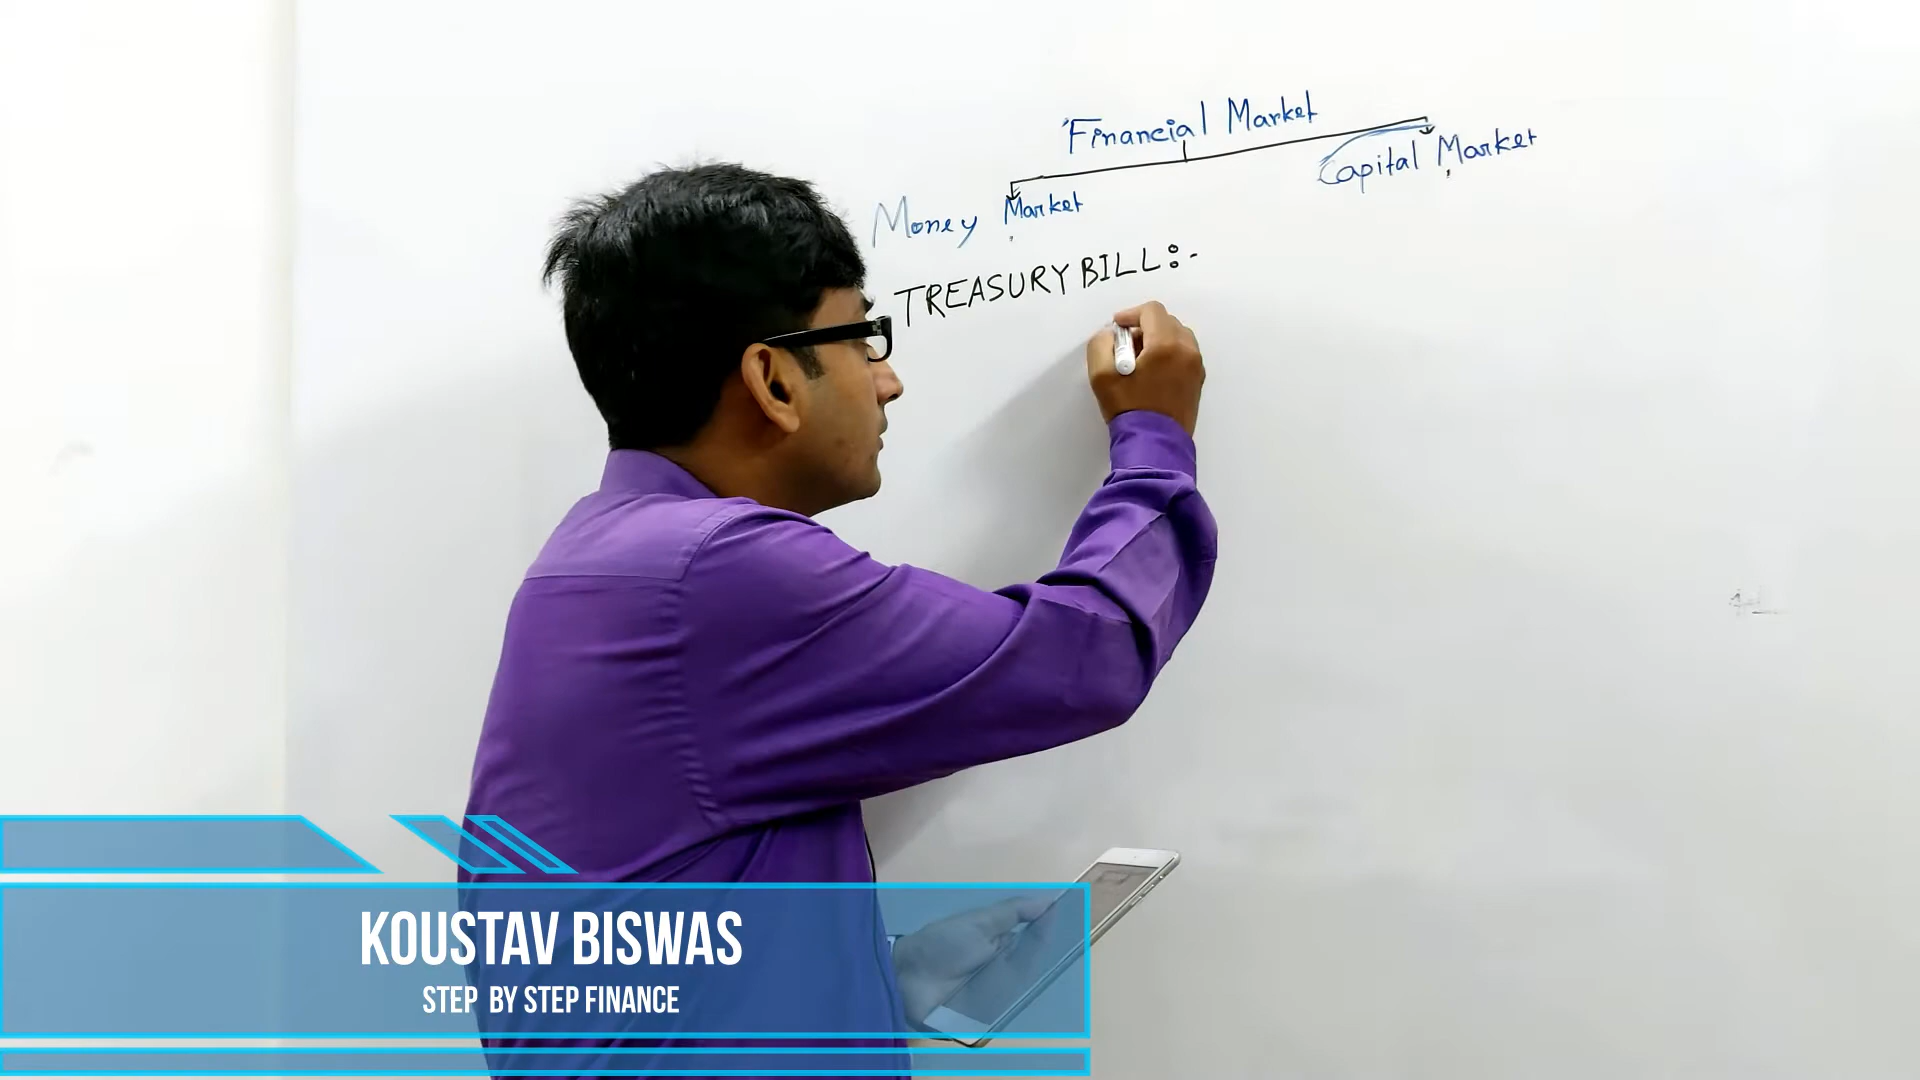 Financial Market
Capital Market
Money Market
TREASURY BILL:-
KOUSTAV BISWAS
STEP BY STEP FINANCE